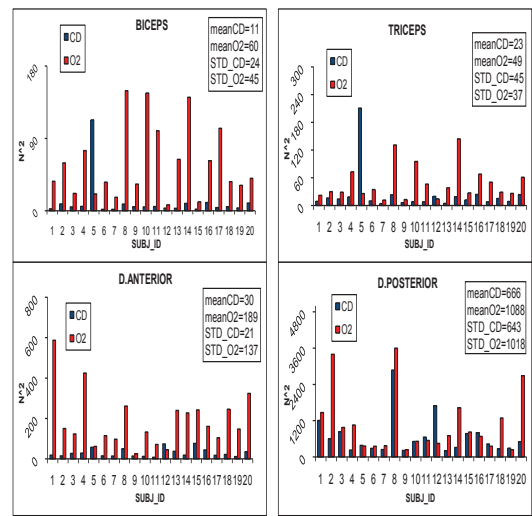 BICEPS
CD
O2
meanCD=11
meanO2=60
STD_CD=24
STD_O2=45
180
90
0
N^2
1 2 3 4 5 6 7 8 9 10 11 12 13 14 15 16 17 18 19 20
SUBJ_ID
TRICEPS
CD
O2
meanCD=23
meanO2=49
STD_CD=45
STD_O2=37
300
240
180
120
60
0
N^2
1 2 3 4 5 6 7 8 9 10 11 12 13 14 15 16 17 18 19 20
SUBJ_ID
D.ANTERIOR
CD
O2
meanCD=30
meanO2=189
STD_CD=21
STD_O2=137
800
600
400
200
0
N^2
1 2 3 4 5 6 7 8 9 10 11 12 13 14 15 16 17 18 19 20
SUBJ_ID
D.POSTERIOR
CD
O2
meanCD=666
meanO2=1088
STD_CD=643
STD_O2=1018
4800
3600
2400
1200
0
N^2
1 2 3 4 5 6 7 8 9 10 11 12 13 14 15 16 17 18 19 20
SUBJ_ID